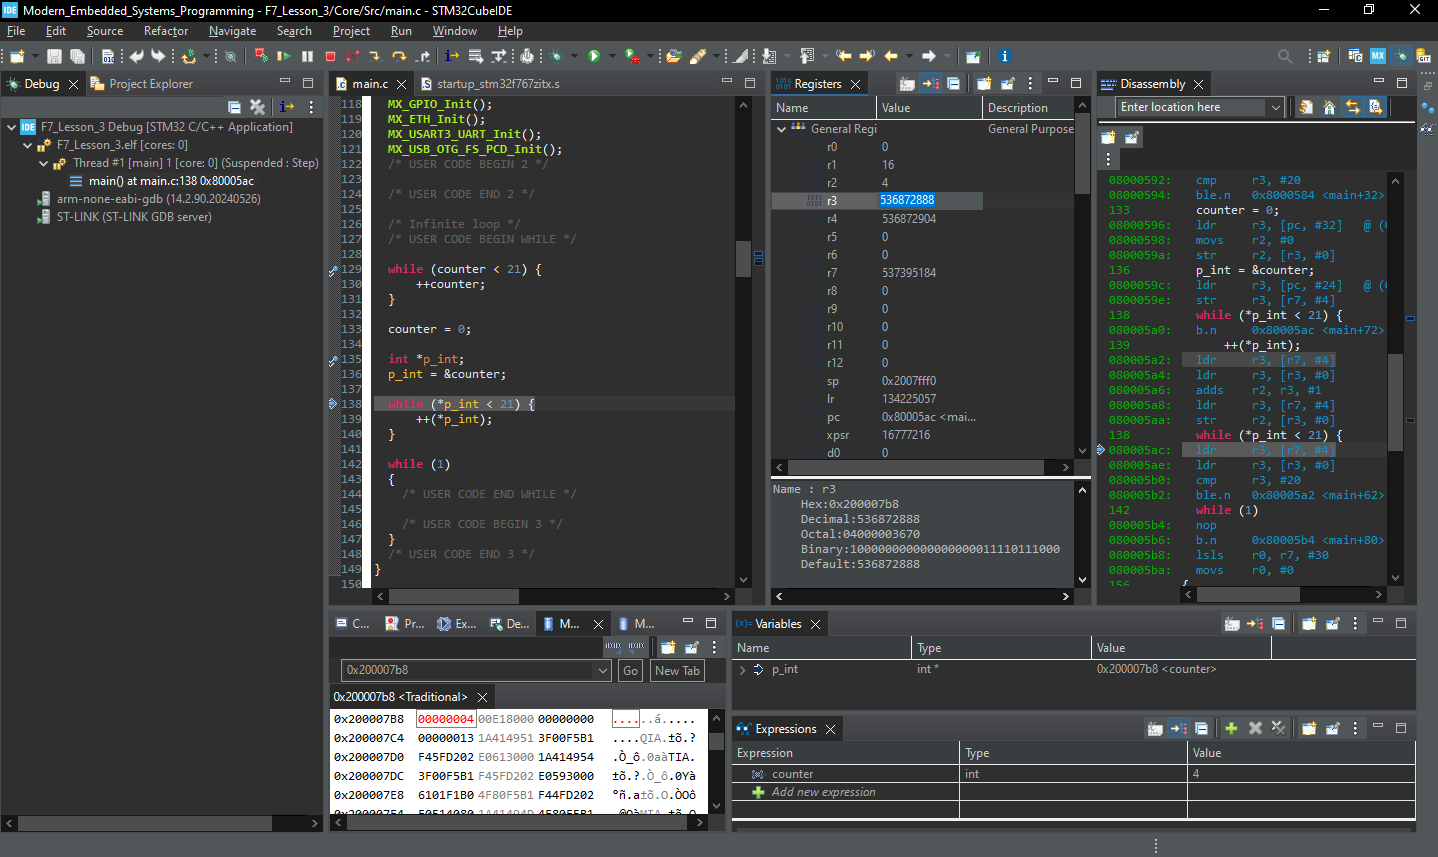 IDE Modern_Embedded_Systems_Programming - F7_Lesson_3/Core/Src/main.c - STM32CubeIDE
File Edit Source Refactor Navigate Search Project Run Window Help
Debug Project Explorer
IDE F7_Lesson_3 Debug [STM32 C/C++ Application]
F7_Lesson_3.elf [cores: 0]
Thread #1 [main] 1 [core: 0] (Suspended : Step)
main() at main.c:138 0x80005ac
arm-none-eabi-gdb (14.2.90.20240526)
ST-LINK (ST-LINK GDB server)
main.c startup_stm32f767zitx.s
118 MX_GPIO_Init();
119 MX_ETH_Init();
120 MX_USART3_UART_Init();
121 MX_USB_OTG_FS_PCD_Init();
122 /* USER CODE BEGIN 2 */
123
124 /* USER CODE END 2 */
125
126 /* Infinite loop */
127 /* USER CODE BEGIN WHILE */
128
129 while (counter < 21) {
130 ++counter;
131 }
132
133 counter = 0;
134
135 int *p_int;
136 p_int = &counter;
137
138 while (*p_int < 21) {
139 ++(*p_int);
140 }
141
142 while (1)
143 {
144 /* USER CODE END WHILE */
145
146 /* USER CODE BEGIN 3 */
147 }
148 /* USER CODE END 3 */
149 }
150
Registers
Name Value Description
General Regi General Purpose
r0 0
r1 16
r2 4
r3 536872888
r4 536872904
r5 0
r6 0
r7 537395184
r8 0
r9 0
r10 0
r11 0
r12 0
sp 0x2007fff0
lr 134225057
pc 0x80005ac <mai...
xpsr 16777216
d0 0
Name : r3
Hex:0x200007b8
Decimal:536872888
Octal:04000003670
Binary:100000000000000000011110111000
Default:536872888
Disassembly
Enter location here
08000592: cmp r3, #20
08000594: ble.n 0x8000584 <main+32>
133 counter = 0;
08000596: ldr r3, [pc, #32] @ (
08000598: movs r2, #0
0800059a: str r2, [r3, #0]
136 p_int = &counter;
0800059c: ldr r3, [pc, #24] @ (
0800059e: str r3, [r7, #4]
138 while (*p_int < 21) {
080005a0: b.n 0x80005ac <main+72>
139 ++(*p_int);
080005a2: ldr r3, [r7, #4]
080005a4: ldr r3, [r3, #0]
080005a6: adds r2, r3, #1
080005a8: ldr r3, [r7, #4]
080005aa: str r2, [r3, #0]
138 while (*p_int < 21) {
080005ac: ldr r3, [r7, #4]
080005ae: ldr r3, [r3, #0]
080005b0: cmp r3, #20
080005b2: ble.n 0x80005a2 <main+62>
142 while (1)
080005b4: nop
080005b6: b.n 0x80005b4 <main+80>
080005b8: lsls r0, r7, #30
080005ba: movs r0, #0
156 {
C... Pr... Ex... De... M... M...
0x200007b8 Go New Tab
0x200007b8 <Traditional>
0x200007B8 00000004 00E18000 00000000 .....á.....
0x200007C4 00000013 1A414951 3F00F5B1 ....QIA.±õ.?
0x200007D0 F45FD202 E0613000 1A414954 .Ò_ô.0aàTIA.
0x200007DC 3F00F5B1 F45FD202 E0593000 ±õ.?.Ò_ô.0Yà
0x200007E8 6101F1B0 4F80F5B1 F44FD202 °ñ.a±õ.O.ÒOô
Variables
Name Type Value
p_int int * 0x200007b8 <counter>
Expressions
Expression Type Value
counter int 4
Add new expression